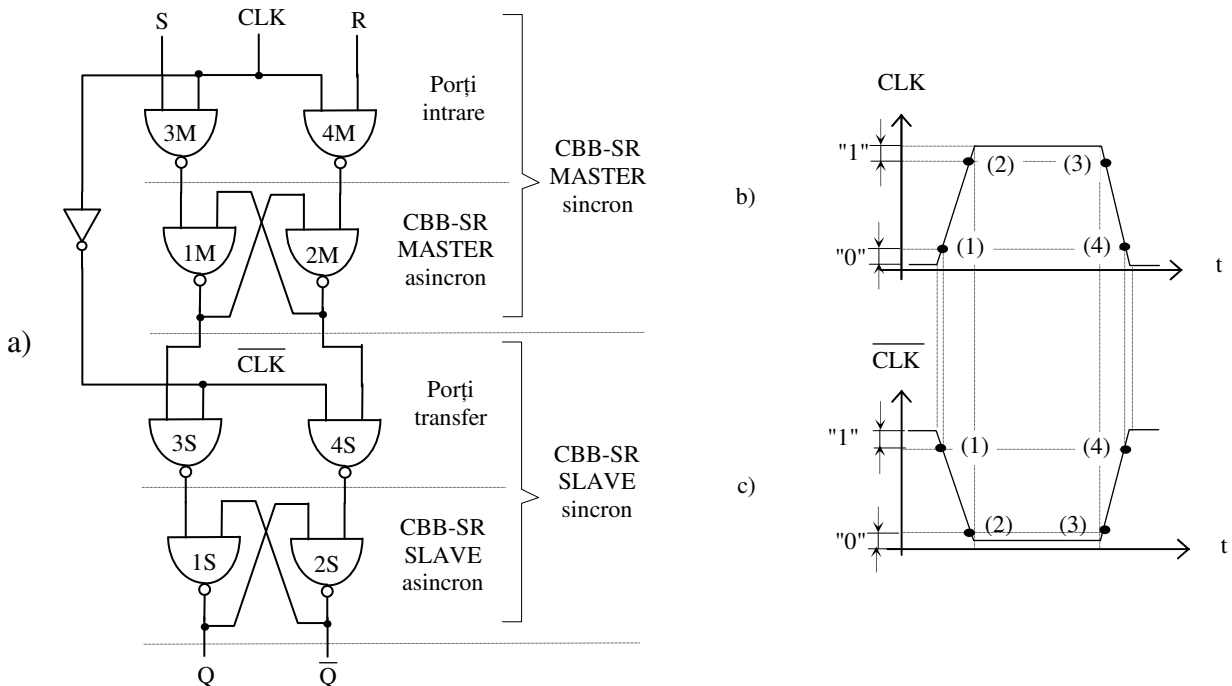 S
CLK
R
3M
4M
Porți
intrare
CBB-SR
MASTER
sincron
1M
2M
CBB-SR
MASTER
asincron
a)
CLK
3S
4S
Porți
transfer
CBB-SR
SLAVE
sincron
1S
2S
CBB-SR
SLAVE
asincron
Q
Q
CLK
"1"
(2)
(3)
b)
"0"
(1)
(4)
t
CLK
"1"
(1)
(4)
c)
(2)
(3)
"0"
t